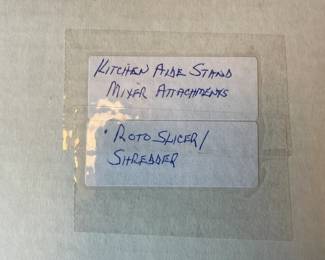 KITCHEN AIDE STAND
MIXER ATTACHMENTS
• ROTO SLICER/
SHREDDER